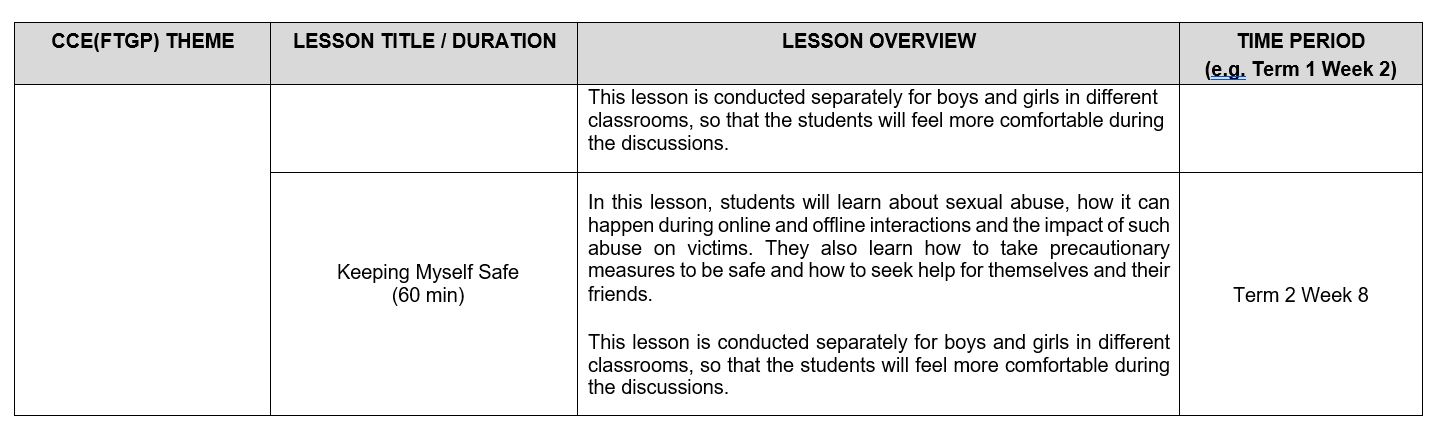 CCE(FTGP) THEME
LESSON TITLE / DURATION
LESSON OVERVIEW
TIME PERIOD
(e.g. Term 1 Week 2)
This lesson is conducted separately for boys and girls in different
classrooms, so that the students will feel more comfortable during
the discussions.
Keeping Myself Safe
(60 min)
In this lesson, students will learn about sexual abuse, how it can
happen during online and offline interactions and the impact of such
abuse on victims. They also learn how to take precautionary
measures to be safe and how to seek help for themselves and their
friends.
This lesson is conducted separately for boys and girls in different
classrooms, so that the students will feel more comfortable during
the discussions.
Term 2 Week 8